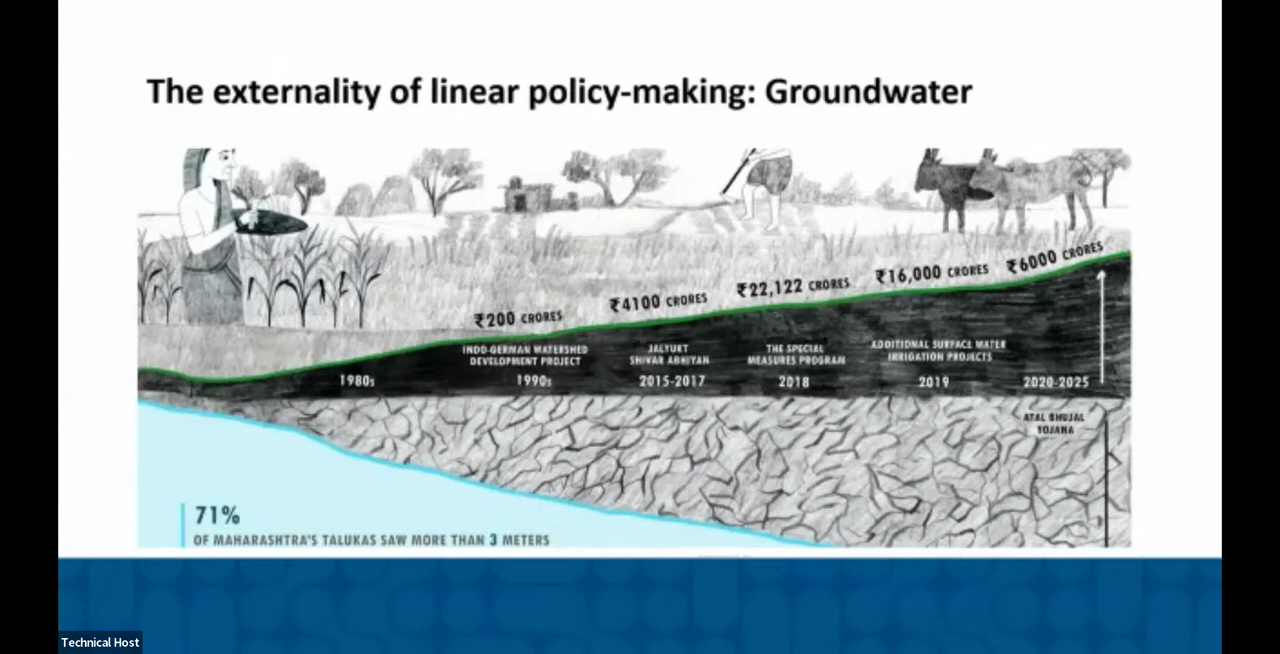 The externality of linear policy-making: Groundwater
₹200 CRORES
₹4100 CRORES
₹22,122 CRORES
₹16,000 CRORES
₹6000 CRORES
INDO-GERMAN WATERSHED
DEVELOPMENT PROJECT
JALYUKT
SHIVAR ABHIYAN
THE SPECIAL
MEASURES PROGRAM
ADDITIONAL SURFACE WATER
IRRIGATION PROJECTS
1980s
1990s
2015-2017
2018
2019
2020-2025
ATAL BHUJAL
YOJANA
71%
OF MAHARASHTRA'S TALUKAS SAW MORE THAN 3 METERS
Technical Host